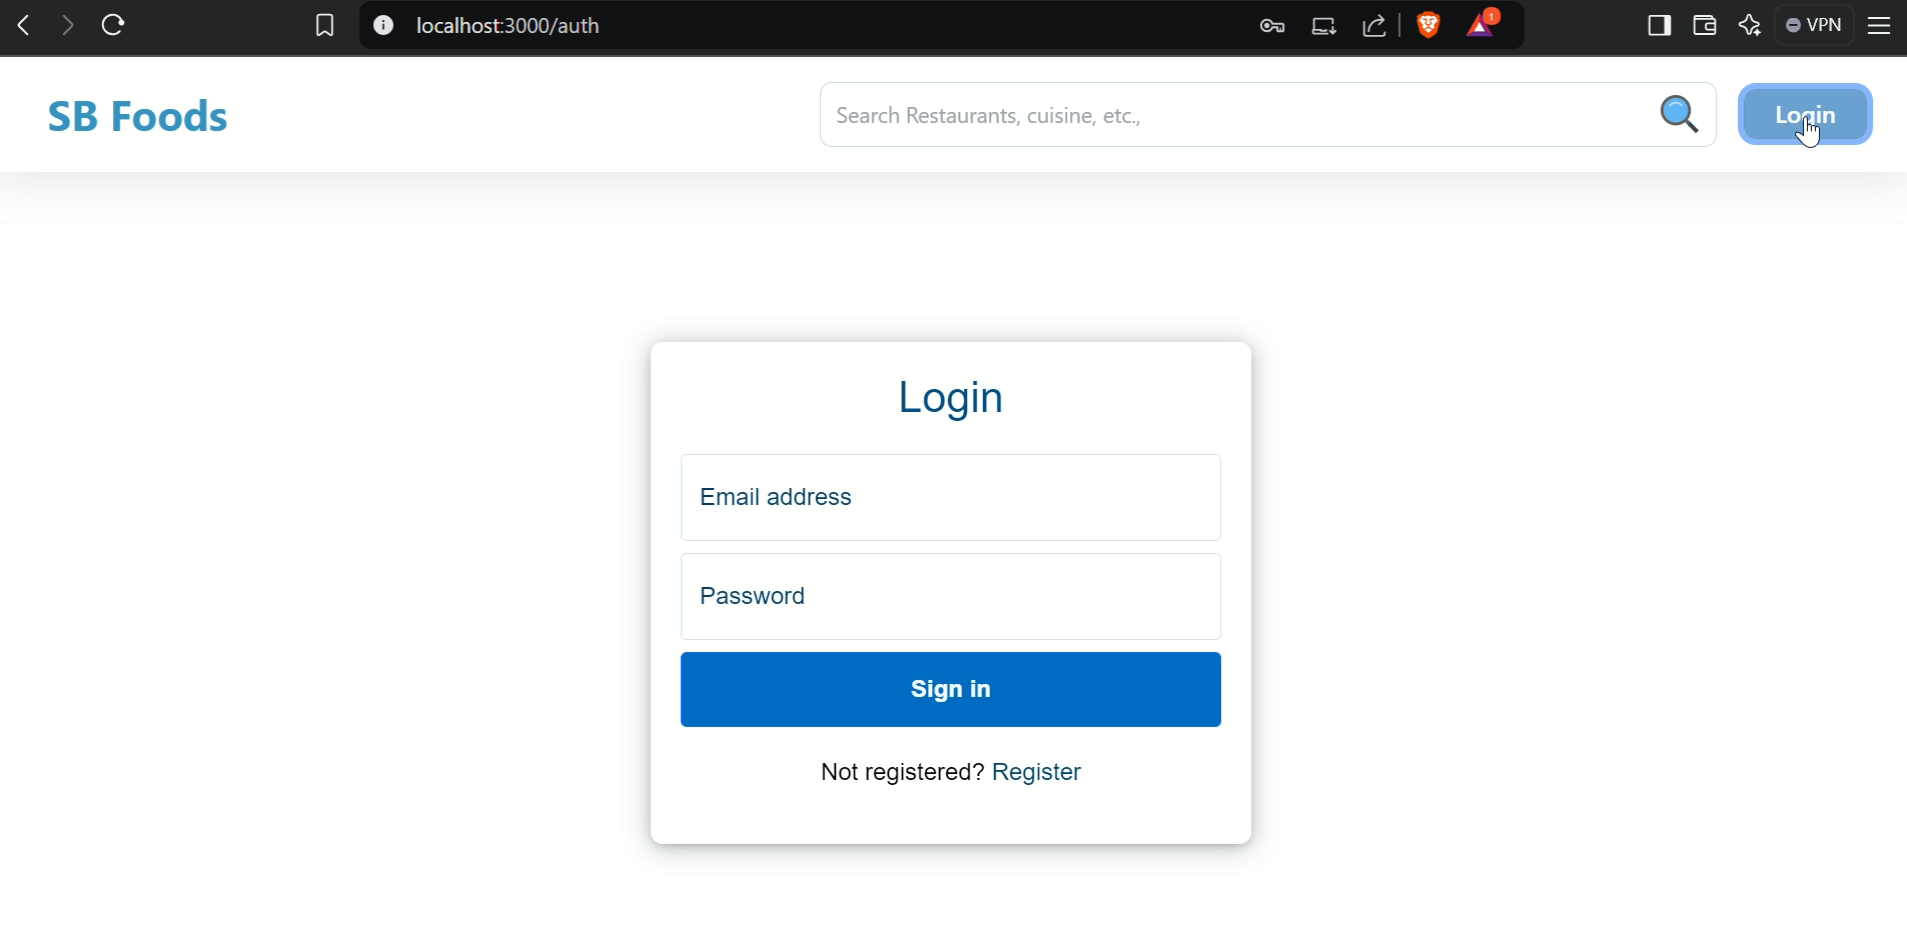 localhost:3000/auth
1
VPN
SB Foods
Search Restaurants, cuisine, etc.,
Login
Login
Email address
Password
Sign in
Not registered? Register